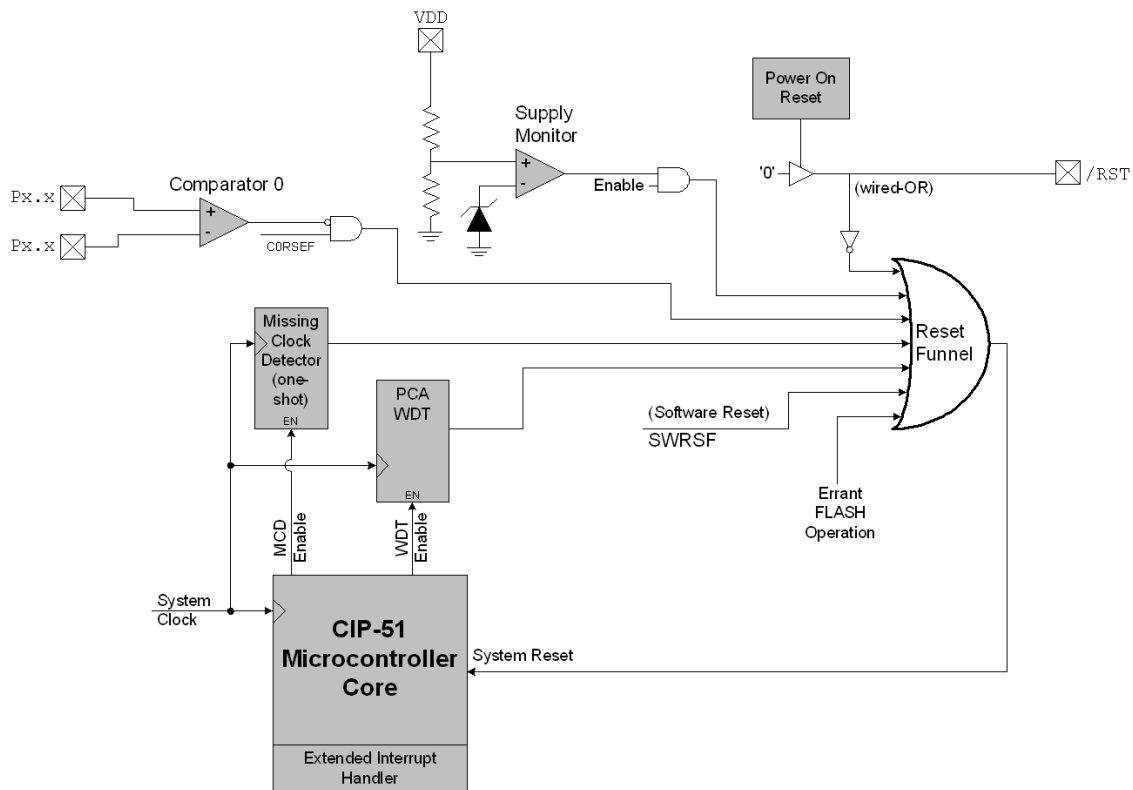 VDD
Power On
Reset
Supply
Monitor
+
-
Enable
'0'
(wired-OR)
/RST
Px.x
Px.x
Comparator 0
+
-
C0RSEF
Missing
Clock
Detector
(one-
shot)
EN
PCA
WDT
EN
Reset
Funnel
(Software Reset)
SWRSF
Errant
FLASH
Operation
MCD
Enable
WDT
Enable
System
Clock
CIP-51
Microcontroller
Core
System Reset
Extended Interrupt
Handler